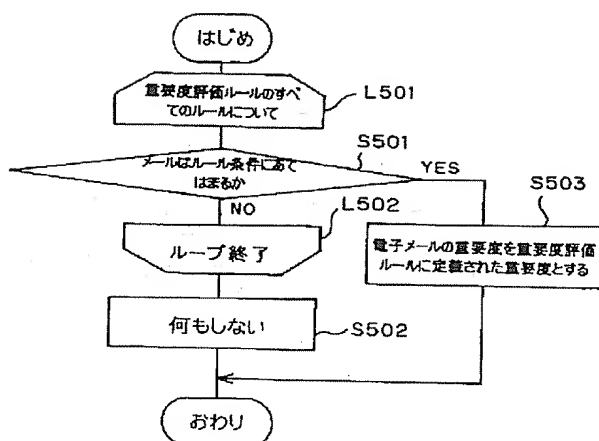 はじめ
重要度評価ルールのすべ
てのルールについて
L501
メールはルール条件にあて
はまるか
S501
YES
NO
L502
ループ終了
S503
電子メールの重要度を重要度評価
ルールに定義された重要度とする
何もしない
S502
おわり